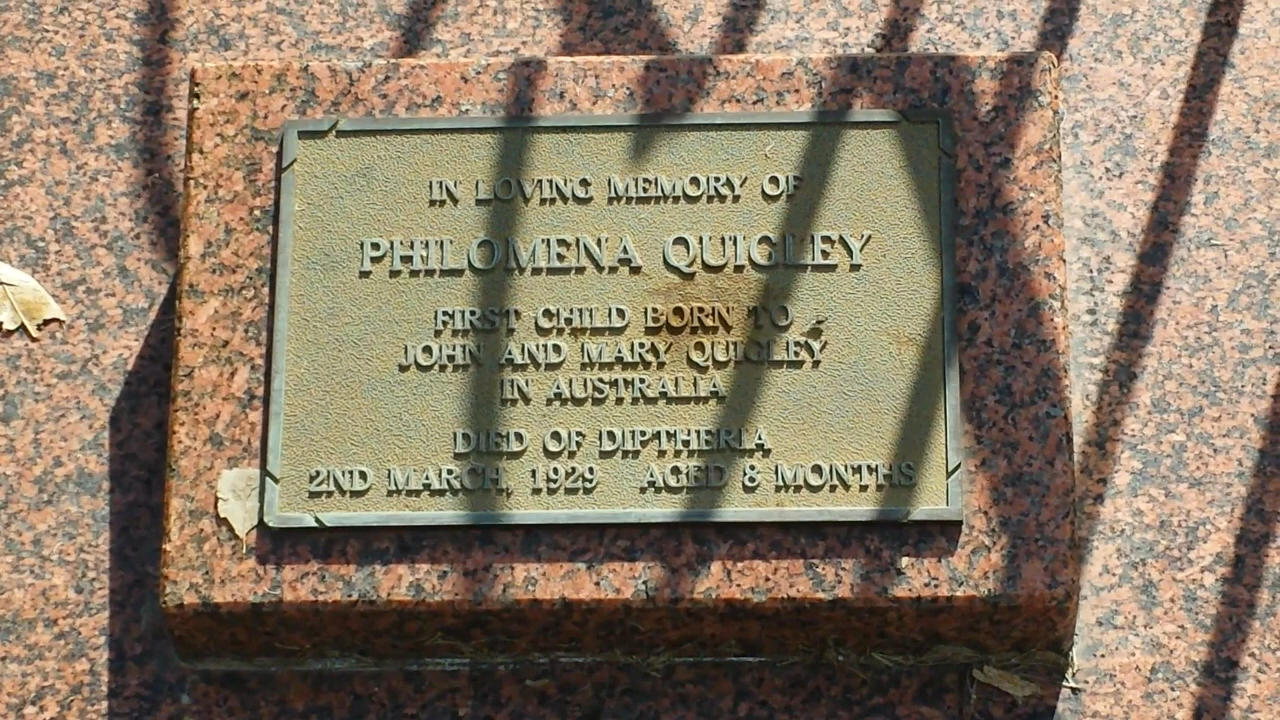 IN LOVING MEMORY OF
PHILOMENA QUIGLEY
FIRST CHILD BORN TO
JOHN AND MARY QUIGLEY
IN AUSTRALIA
DIED OF DIPTHERIA
2ND MARCH, 1929 AGED 8 MONTHS